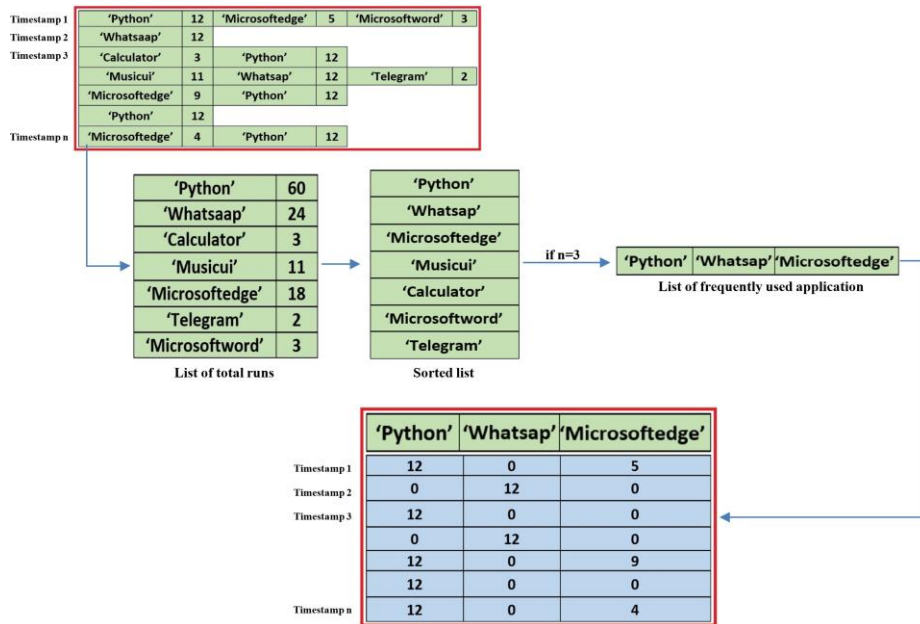 Timestamp 1 ‘Python’ 12 ‘Microsoftedge’ 5 ‘Microsoftword’ 3
Timestamp 2 ‘Whatsaap’ 12
Timestamp 3 ‘Calculator’ 3 ‘Python’ 12
‘Musicui’ 11 ‘Whatsap’ 12 ‘Telegram’ 2
‘Microsoftedge’ 9 ‘Python’ 12
‘Python’ 12
Timestamp n ‘Microsoftedge’ 4 ‘Python’ 12
‘Python’ 60
‘Whatsaap’ 24
‘Calculator’ 3
‘Musicui’ 11
‘Microsoftedge’ 18
‘Telegram’ 2
‘Microsoftword’ 3
List of total runs
‘Python’
‘Whatsap’
‘Microsoftedge’
‘Musicui’
‘Calculator’
‘Microsoftword’
‘Telegram’
Sorted list
if n=3
‘Python’ ‘Whatsap’ ‘Microsoftedge’
List of frequently used application
‘Python’ ‘Whatsap’ ‘Microsoftedge’
Timestamp 1 12 0 5
Timestamp 2 0 12 0
Timestamp 3 12 0 0
0 12 0
12 0 9
12 0 0
Timestamp n 12 0 4